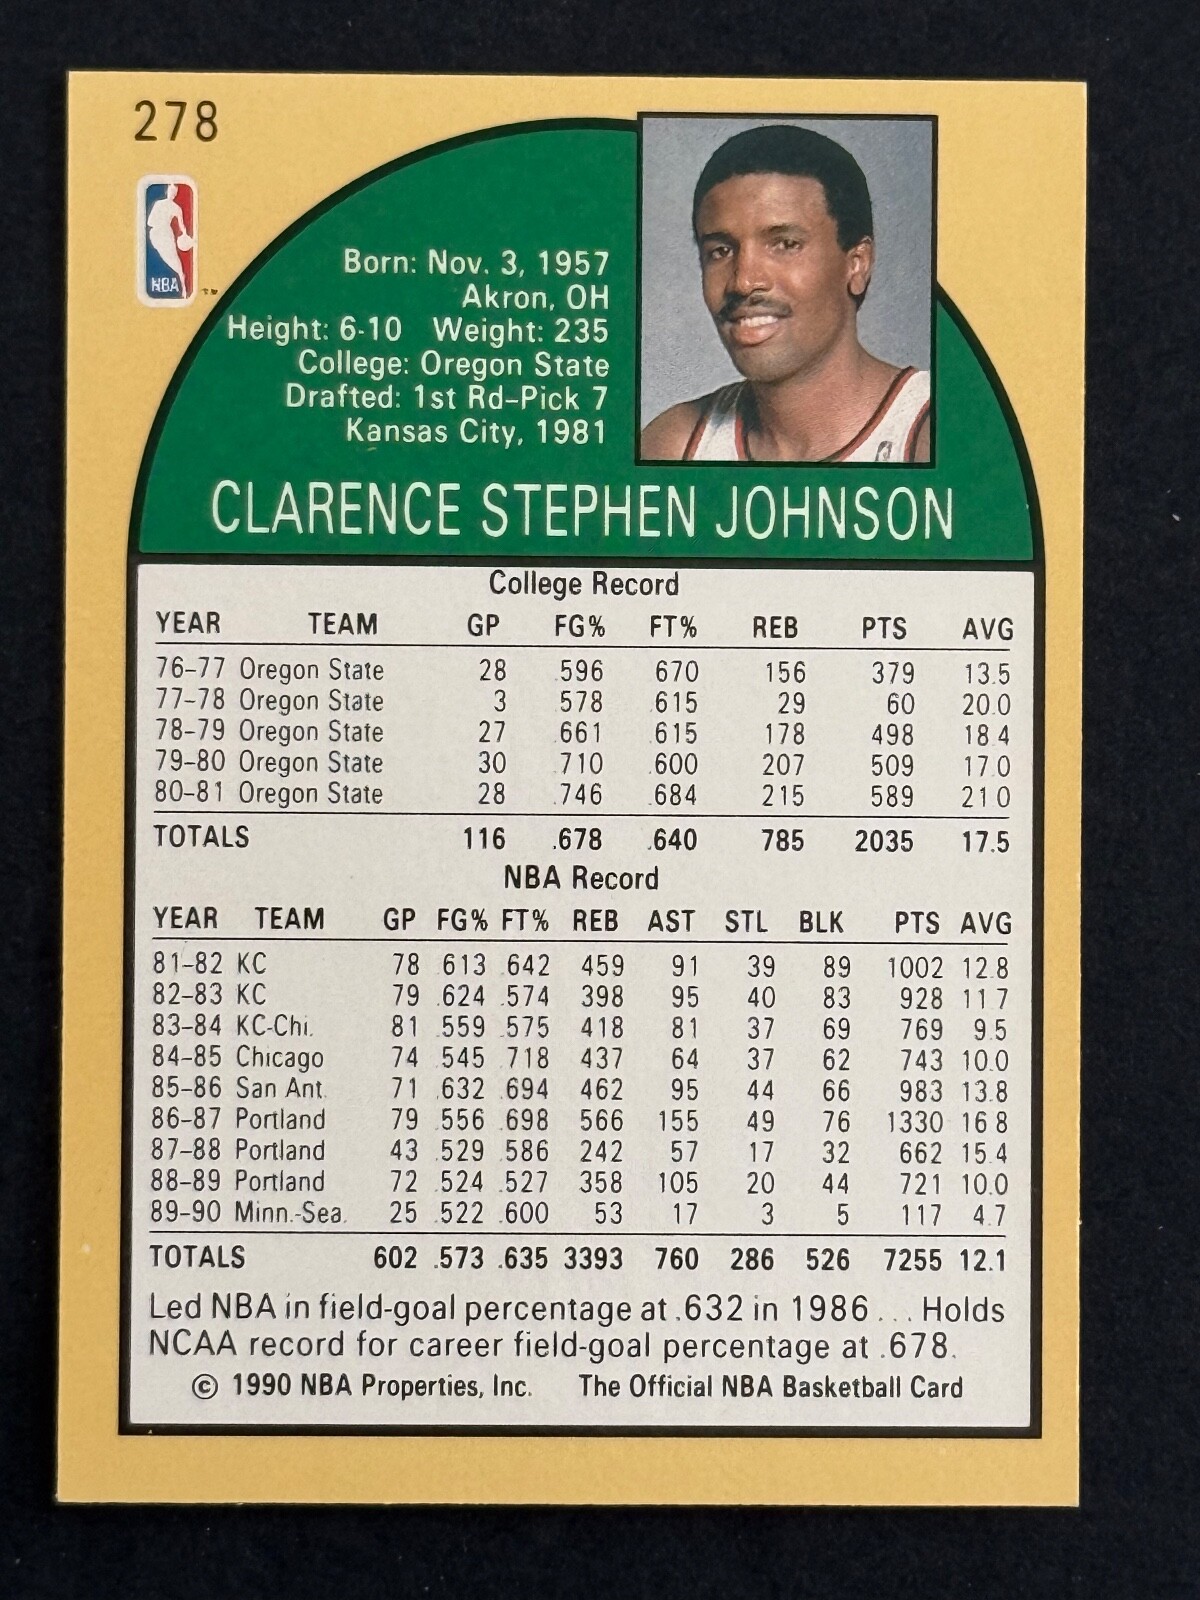 278
NBA
TM
Born: Nov. 3, 1957
Akron, OH
Height: 6-10 Weight: 235
College: Oregon State
Drafted: 1st Rd-Pick 7
Kansas City, 1981
CLARENCE STEPHEN JOHNSON
College Record
YEAR TEAM GP FG% FT% REB PTS AVG
76-77 Oregon State 28 .596 .670 156 379 13.5
77-78 Oregon State 3 .578 .615 29 60 20.0
78-79 Oregon State 27 .661 .615 178 498 18.4
79-80 Oregon State 30 .710 .600 207 509 17.0
80-81 Oregon State 28 .746 .684 215 589 21.0
TOTALS 116 .678 .640 785 2035 17.5
NBA Record
YEAR TEAM GP FG% FT% REB AST STL BLK PTS AVG
81-82 KC 78 .613 .642 459 91 39 89 1002 12.8
82-83 KC 79 .624 .574 398 95 40 83 928 11.7
83-84 KC-Chi. 81 .559 .575 418 81 37 69 769 9.5
84-85 Chicago 74 .545 .718 437 64 37 62 743 10.0
85-86 San Ant. 71 .632 .694 462 95 44 66 983 13.8
86-87 Portland 79 .556 .698 566 155 49 76 1330 16.8
87-88 Portland 43 .529 .586 242 57 17 32 662 15.4
88-89 Portland 72 .524 .527 358 105 20 44 721 10.0
89-90 Minn.-Sea. 25 .522 .600 53 17 3 5 117 4.7
TOTALS 602 .573 .635 3393 760 286 526 7255 12.1
Led NBA in field-goal percentage at .632 in 1986 ... Holds
NCAA record for career field-goal percentage at .678.
© 1990 NBA Properties, Inc. The Official NBA Basketball Card